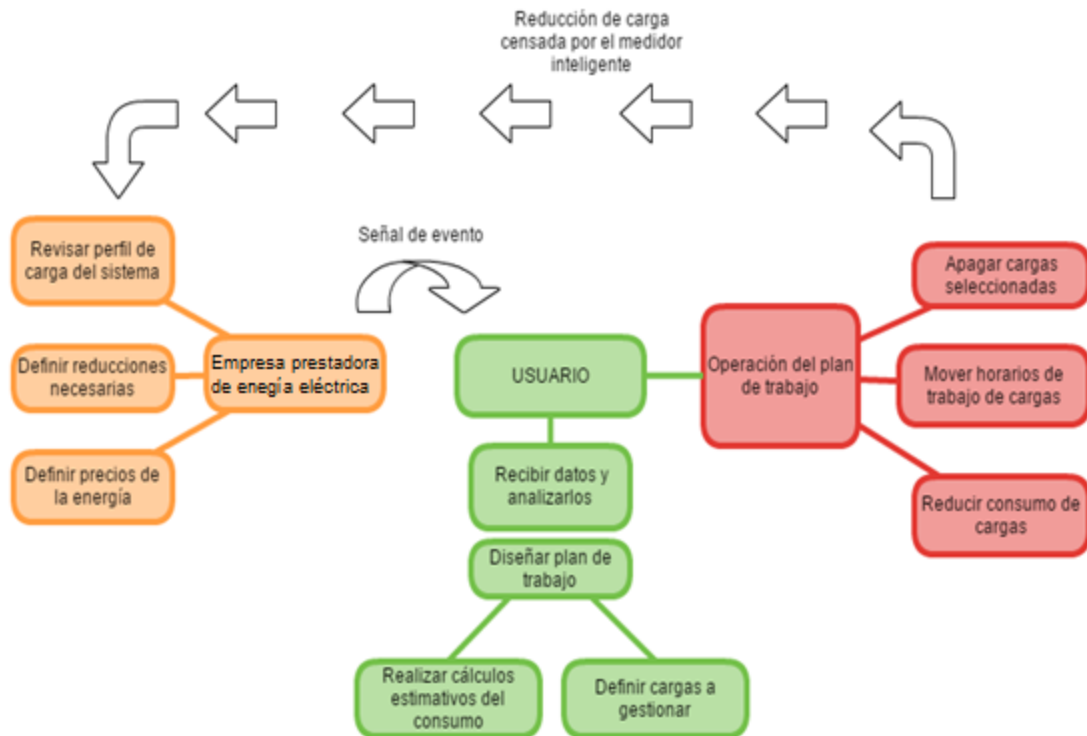 Reducción de carga
censada por el medidor
inteligente
Señal de evento
Revisar perfil de
carga del sistema
Definir reducciones
necesarias
Definir precios de
la energía
Empresa prestadora
de enegía eléctrica
USUARIO
Recibir datos y
analizarlos
Diseñar plan de
trabajo
Realizar cálculos
estimativos del
consumo
Definir cargas a
gestionar
Operación del plan
de trabajo
Apagar cargas
seleccionadas
Mover horarios de
trabajo de cargas
Reducir consumo de
cargas